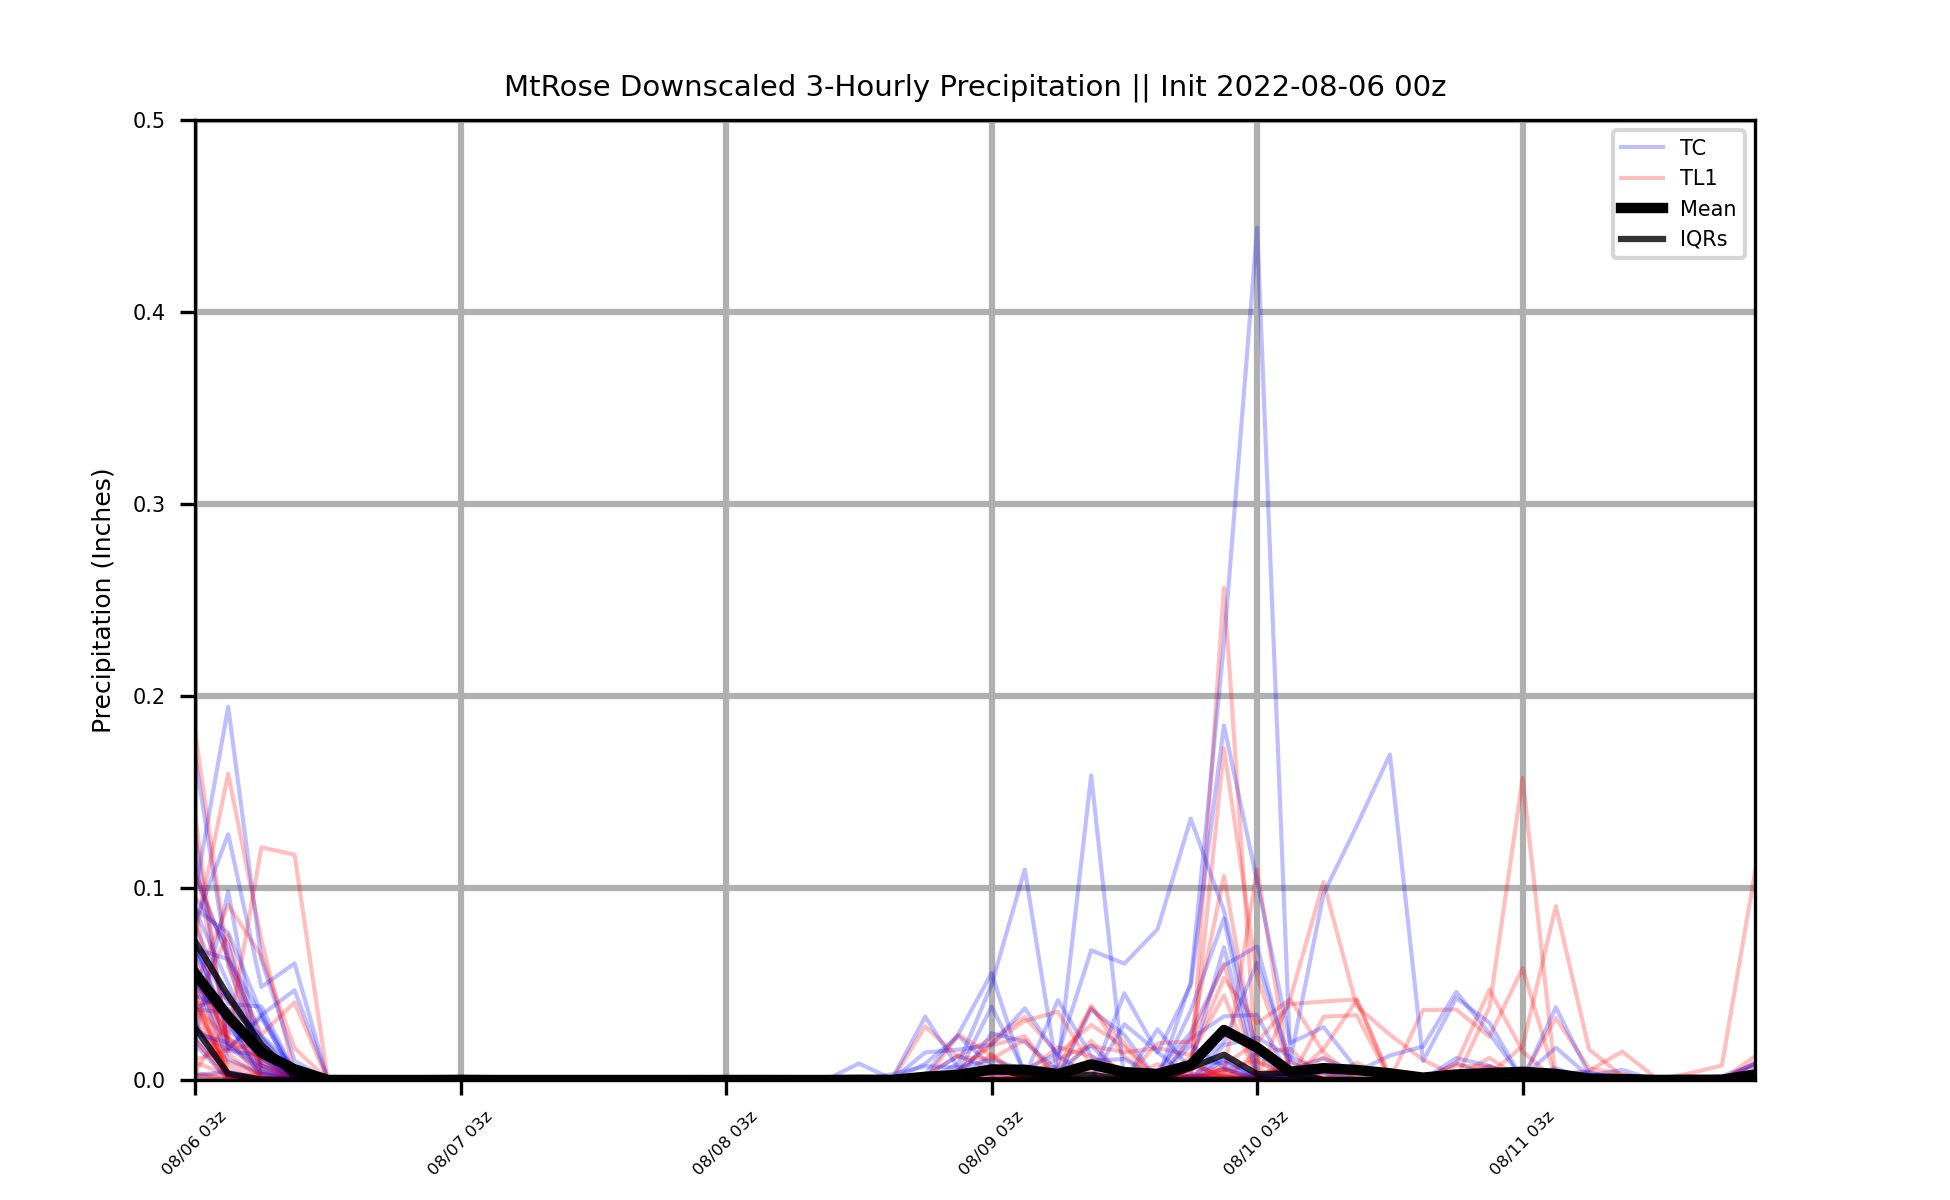 MtRose Downscaled 3-Hourly Precipitation || Init 2022-08-06 00z
TC
TL1
Mean
IQRs
Precipitation (Inches)
0.5
0.4
0.3
0.2
0.1
0.0
08/06 03z
08/07 03z
08/08 03z
08/09 03z
08/10 03z
08/11 03z